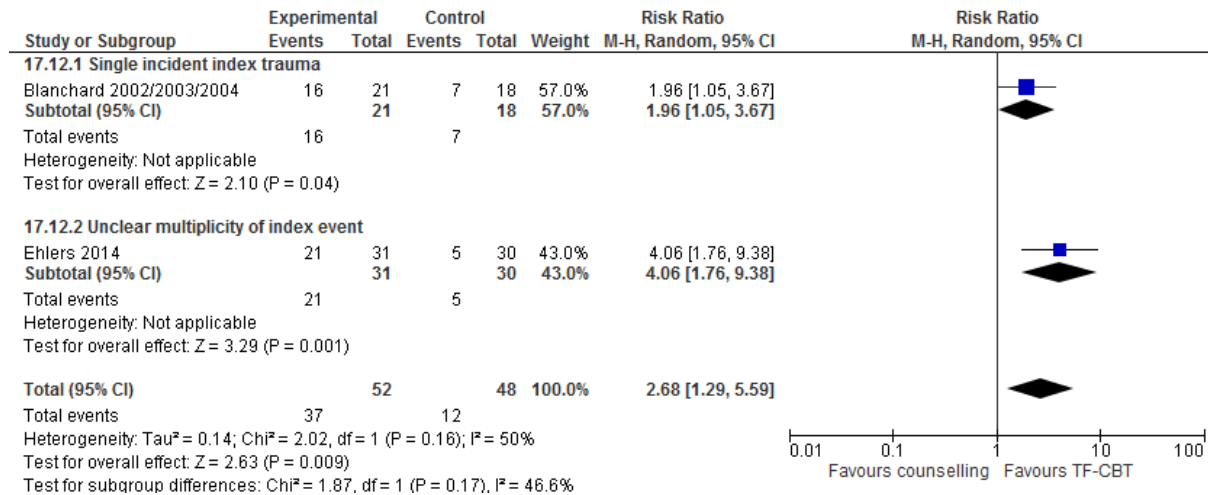 Experimental Control Risk Ratio Risk Ratio
Study or Subgroup Events Total Events Total Weight M-H, Random, 95% CI M-H, Random, 95% CI
17.12.1 Single incident index trauma
Blanchard 2002/2003/2004 16 21 7 18 57.0% 1.96 [1.05, 3.67]
Subtotal (95% CI) 21 18 57.0% 1.96 [1.05, 3.67]
Total events 16 7
Heterogeneity: Not applicable
Test for overall effect: Z = 2.10 (P = 0.04)
17.12.2 Unclear multiplicity of index event
Ehlers 2014 21 31 5 30 43.0% 4.06 [1.76, 9.38]
Subtotal (95% CI) 31 30 43.0% 4.06 [1.76, 9.38]
Total events 21 5
Heterogeneity: Not applicable
Test for overall effect: Z = 3.29 (P = 0.001)
Total (95% CI) 52 48 100.0% 2.68 [1.29, 5.59]
Total events 37 12
Heterogeneity: Tau² = 0.14; Chi² = 2.02, df = 1 (P = 0.16); I² = 50%
Test for overall effect: Z = 2.63 (P = 0.009)
Test for subgroup differences: Chi² = 1.87, df = 1 (P = 0.17), I² = 46.6%
0.01 0.1 1 10 100
Favours counselling Favours TF-CBT